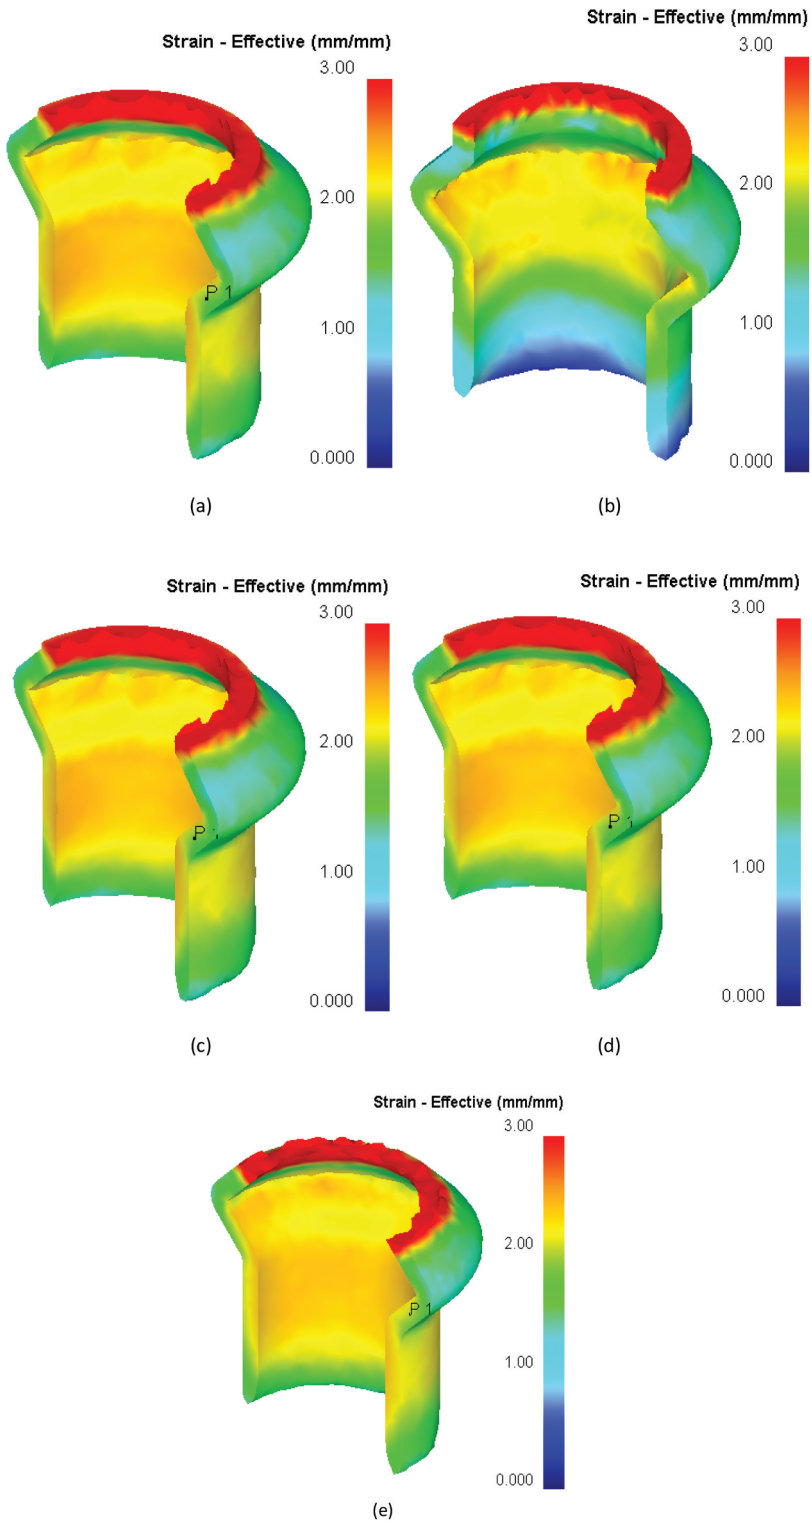 Strain - Effective (mm/mm)
3.00
2.00
P 1
1.00
0.000
(a)
Strain - Effective (mm/mm)
3.00
2.00
1.00
0.000
(b)
Strain - Effective (mm/mm)
3.00
2.00
P 1
1.00
0.000
(c)
Strain - Effective (mm/mm)
3.00
2.00
P 1
1.00
0.000
(d)
Strain - Effective (mm/mm)
3.00
2.00
P 1
1.00
0.000
(e)